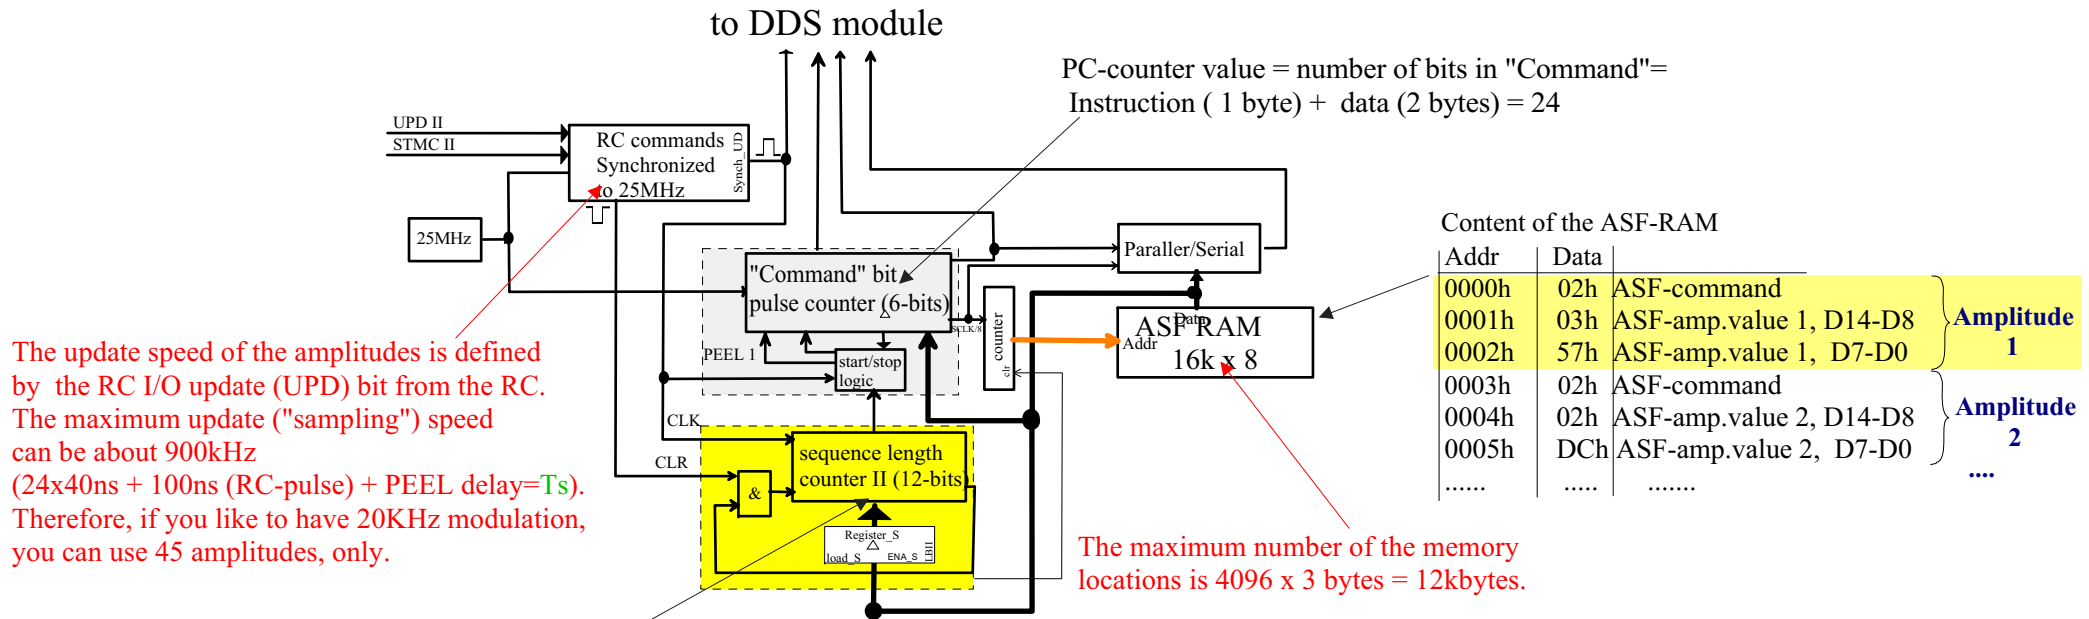 to DDS module
PC-counter value = number of bits in "Command"=
Instruction ( 1 byte) + data (2 bytes) = 24
UPD II
STMC II
RC commands
Synchronized
to 25MHz
Synch_UD
25MHz
"Command" bit
pulse counter (6-bits)
SCLK/8
PEEL 1
start/stop
logic
counter
clr
Paraller/Serial
Data
ASF RAM
Addr
16k x 8
Content of the ASF-RAM
Addr Data
0000h 02h ASF-command
0001h 03h ASF-amp.value 1, D14-D8
0002h 57h ASF-amp.value 1, D7-D0
Amplitude
1
0003h 02h ASF-command
0004h 02h ASF-amp.value 2, D14-D8
0005h DCh ASF-amp.value 2, D7-D0
Amplitude
2
...... ..... .......
....
The update speed of the amplitudes is defined
by the RC I/O update (UPD) bit from the RC.
The maximum update ("sampling") speed
can be about 900kHz
(24x40ns + 100ns (RC-pulse) + PEEL delay=Ts).
Therefore, if you like to have 20KHz modulation,
you can use 45 amplitudes, only.
CLK
CLR
&
sequence length
counter II (12-bits)
Register_S
load_S
ENA_S
LBII
The maximum number of the memory
locations is 4096 x 3 bytes = 12kbytes.